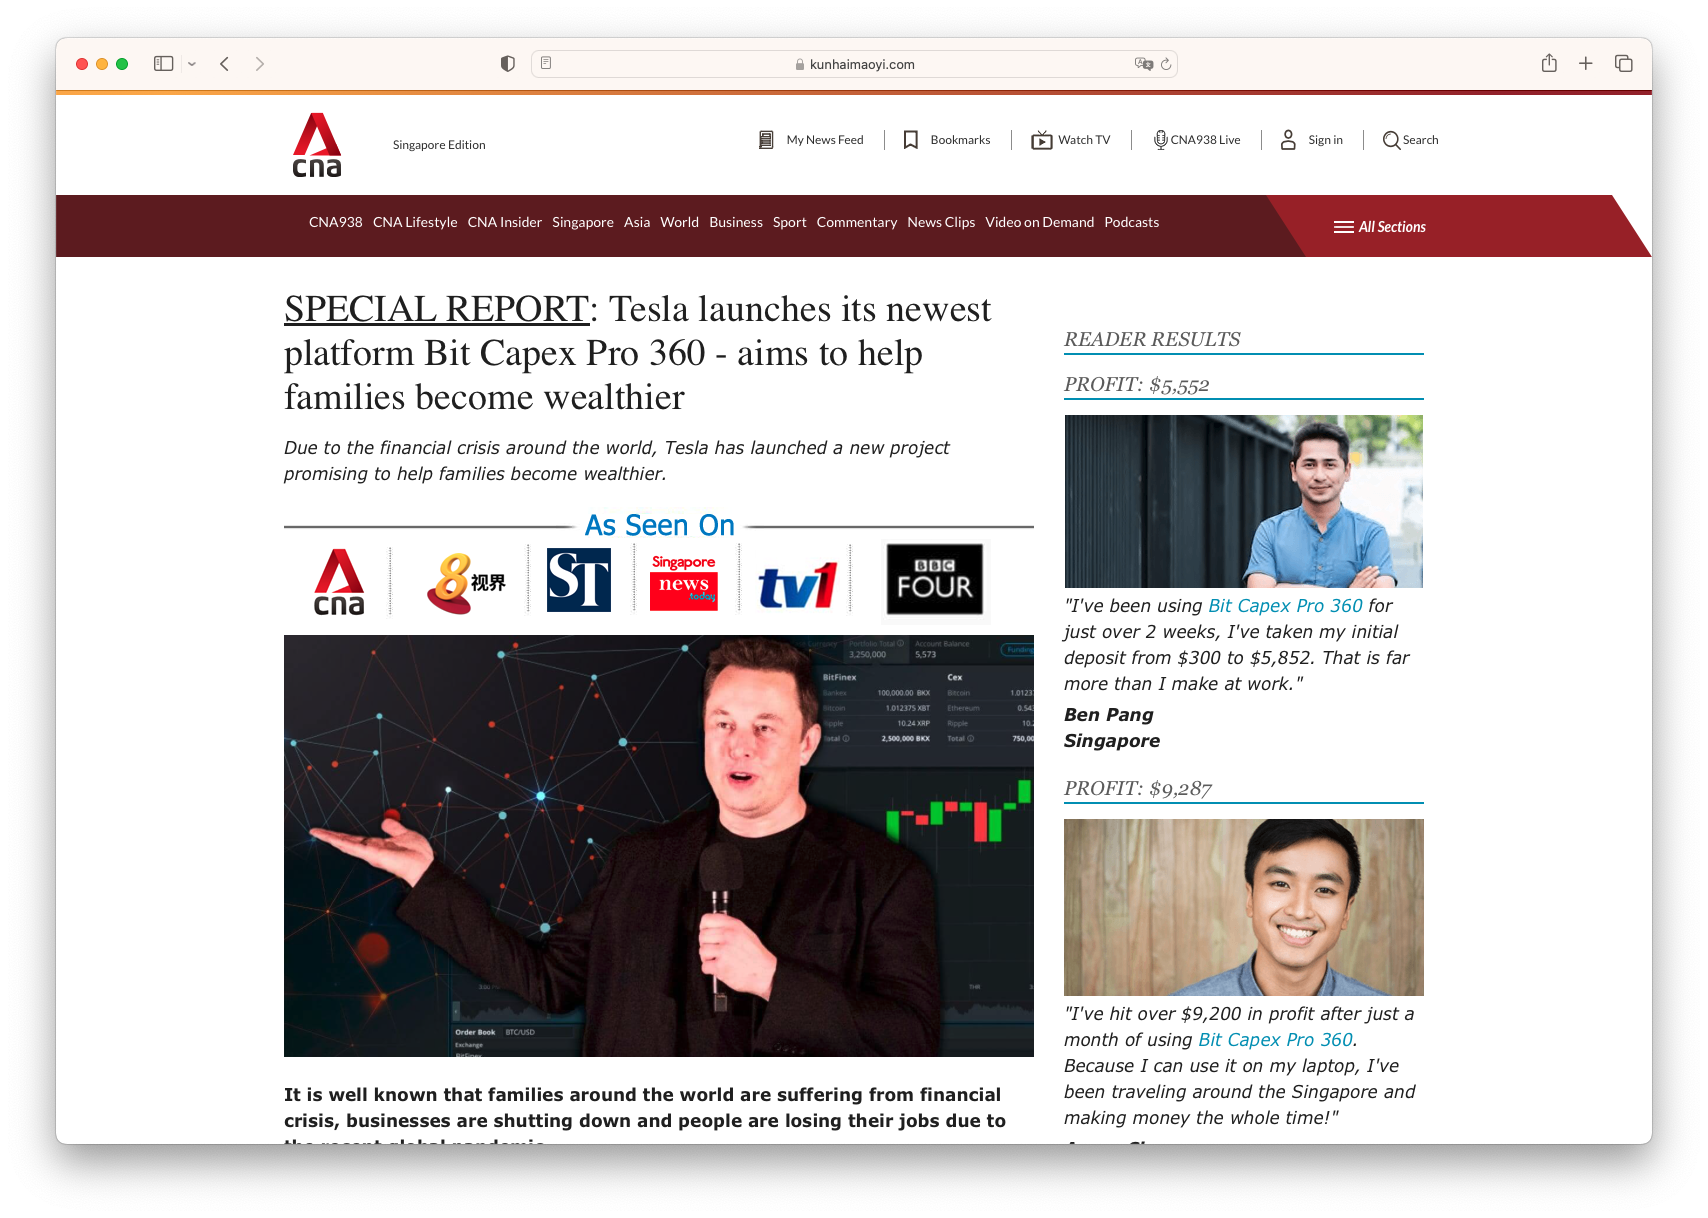 kunhaimaoyi.com
cna
Singapore Edition
My News Feed
Bookmarks
Watch TV
CNA938 Live
Sign in
Search
CNA938 CNA Lifestyle CNA Insider Singapore Asia World Business Sport Commentary News Clips Video on Demand Podcasts
All Sections
SPECIAL REPORT: Tesla launches its newest
platform Bit Capex Pro 360 - aims to help
families become wealthier
Due to the financial crisis around the world, Tesla has launched a new project
promising to help families become wealthier.
As Seen On
cna
8视界
ST
Singapore
news
.today
tv1
BBC
FOUR
Portfolio Total
Account Balance
3,250,000
5,573
Funding
BitFinex
Cex
Bankex
100,000.00 BKX
Bitcoin
1.0123
Bitcoin
1.012375 XBT
Ethereum
0.543
Ripple
10.24 XRP
Ripple
10.2
Total
2,500,000 BKX
Total
750,00
3:00
THR
Order Book
BTC/USD
Exchange
It is well known that families around the world are suffering from financial
crisis, businesses are shutting down and people are losing their jobs due to
the recent global pandemic
READER RESULTS
PROFIT: $5,552
"I've been using Bit Capex Pro 360 for
just over 2 weeks, I've taken my initial
deposit from $300 to $5,852. That is far
more than I make at work."
Ben Pang
Singapore
PROFIT: $9,287
"I've hit over $9,200 in profit after just a
month of using Bit Capex Pro 360.
Because I can use it on my laptop, I've
been traveling around the Singapore and
making money the whole time!"